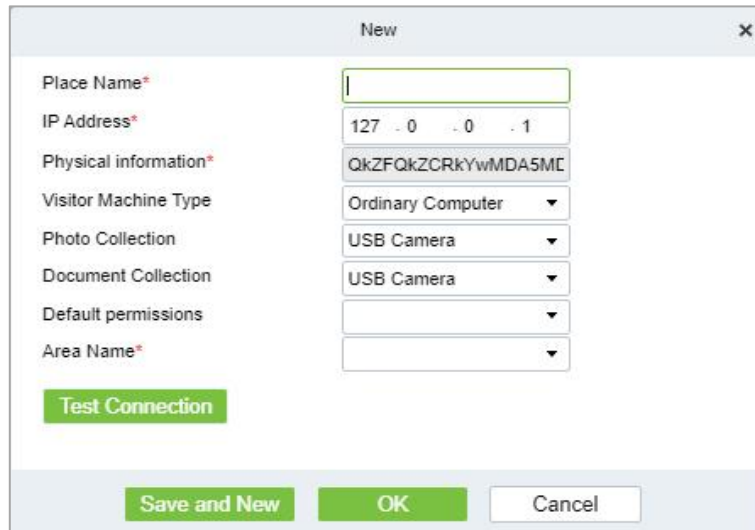 New
Place Name*
IP Address* 127 . 0 . 0 . 1
Physical information* QkZFQkZCRkYwMDA5ME
Visitor Machine Type Ordinary Computer
Photo Collection USB Camera
Document Collection USB Camera
Default permissions
Area Name*
Test Connection
Save and New OK Cancel